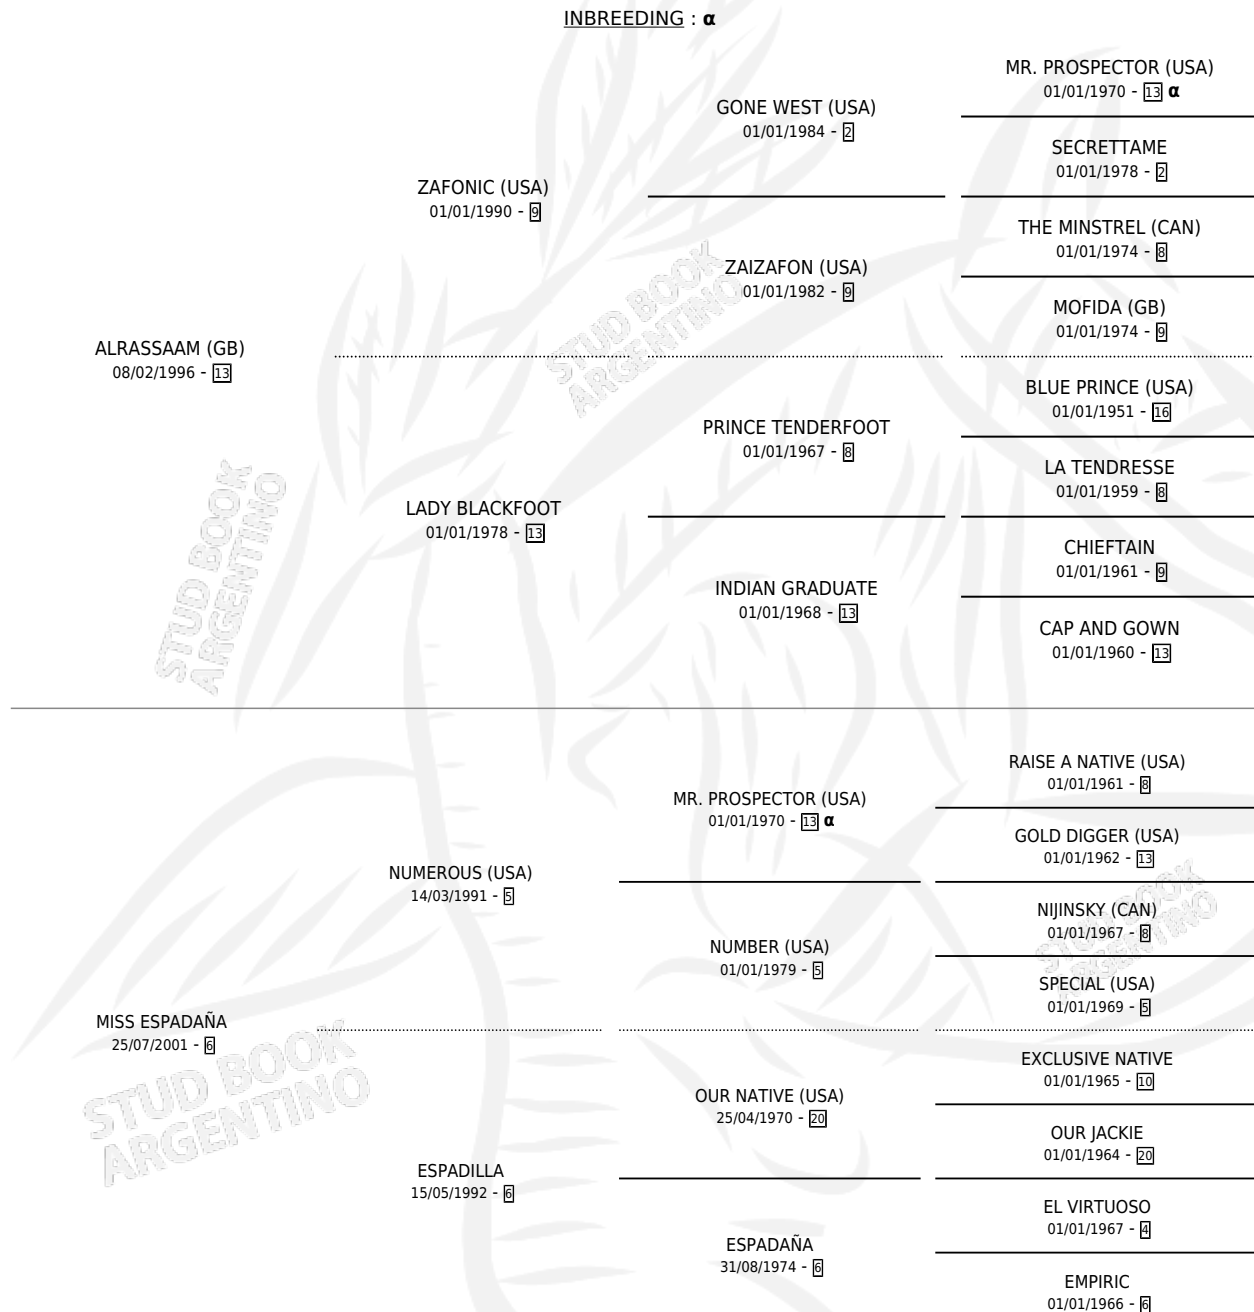 INBREEDING : α
MR. PROSPECTOR (USA)
01/01/1970 - 13 α
GONE WEST (USA)
01/01/1984 - 2
SECRETTAME
01/01/1978 - 2
ZAFONIC (USA)
01/01/1990 - 9
THE MINSTREL (CAN)
01/01/1974 - 8
ZAIZAFON (USA)
01/01/1982 - 9
MOFIDA (GB)
01/01/1974 - 9
ALRASSAAM (GB)
08/02/1996 - 13
BLUE PRINCE (USA)
01/01/1951 - 16
PRINCE TENDERFOOT
01/01/1967 - 8
LA TENDRESSE
01/01/1959 - 8
LADY BLACKFOOT
01/01/1978 - 13
CHIEFTAIN
01/01/1961 - 9
INDIAN GRADUATE
01/01/1968 - 13
CAP AND GOWN
01/01/1960 - 13
RAISE A NATIVE (USA)
01/01/1961 - 8
MR. PROSPECTOR (USA)
01/01/1970 - 13 α
GOLD DIGGER (USA)
01/01/1962 - 13
NUMEROUS (USA)
14/03/1991 - 5
NIJINSKY (CAN)
01/01/1967 - 8
NUMBER (USA)
01/01/1979 - 5
SPECIAL (USA)
01/01/1969 - 5
MISS ESPADAÑA
25/07/2001 - 6
EXCLUSIVE NATIVE
01/01/1965 - 10
OUR NATIVE (USA)
25/04/1970 - 20
OUR JACKIE
01/01/1964 - 20
ESPADILLA
15/05/1992 - 6
EL VIRTUOSO
01/01/1967 - 4
ESPADAÑA
31/08/1974 - 6
EMPIRIC
01/01/1966 - 6
STUD BOOK
ARGENTINO
STUD BOOK
ARGENTINO
STUD BOOK
ARGENTINO
STUD BOOK
ARGENTINO